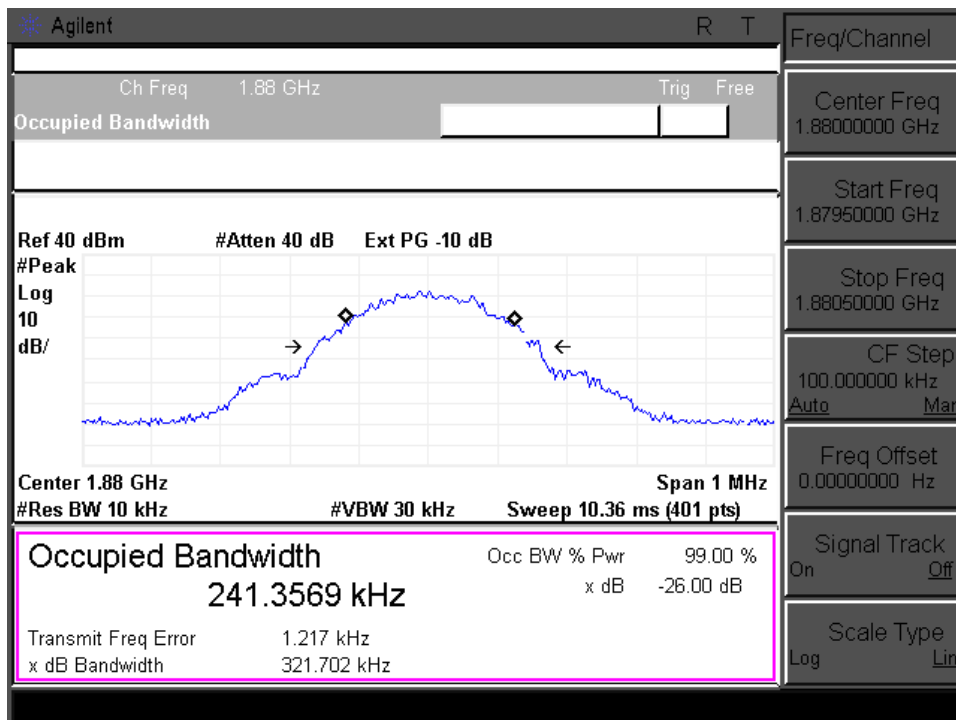 Agilent R T
Ch Freq 1.88 GHz Trig Free
Occupied Bandwidth
Ref 40 dBm #Atten 40 dB Ext PG -10 dB
#Peak
Log
10
dB/
Center 1.88 GHz Span 1 MHz
#Res BW 10 kHz #VBW 30 kHz Sweep 10.36 ms (401 pts)
Occupied Bandwidth
241.3569 kHz
Occ BW % Pwr 99.00 %
x dB -26.00 dB
Transmit Freq Error 1.217 kHz
x dB Bandwidth 321.702 kHz
Freq/Channel
Center Freq
1.88000000 GHz
Start Freq
1.87950000 GHz
Stop Freq
1.88050000 GHz
CF Step
100.000000 kHz
Auto Man
Freq Offset
0.00000000 Hz
Signal Track
On Off
Scale Type
Log Lin